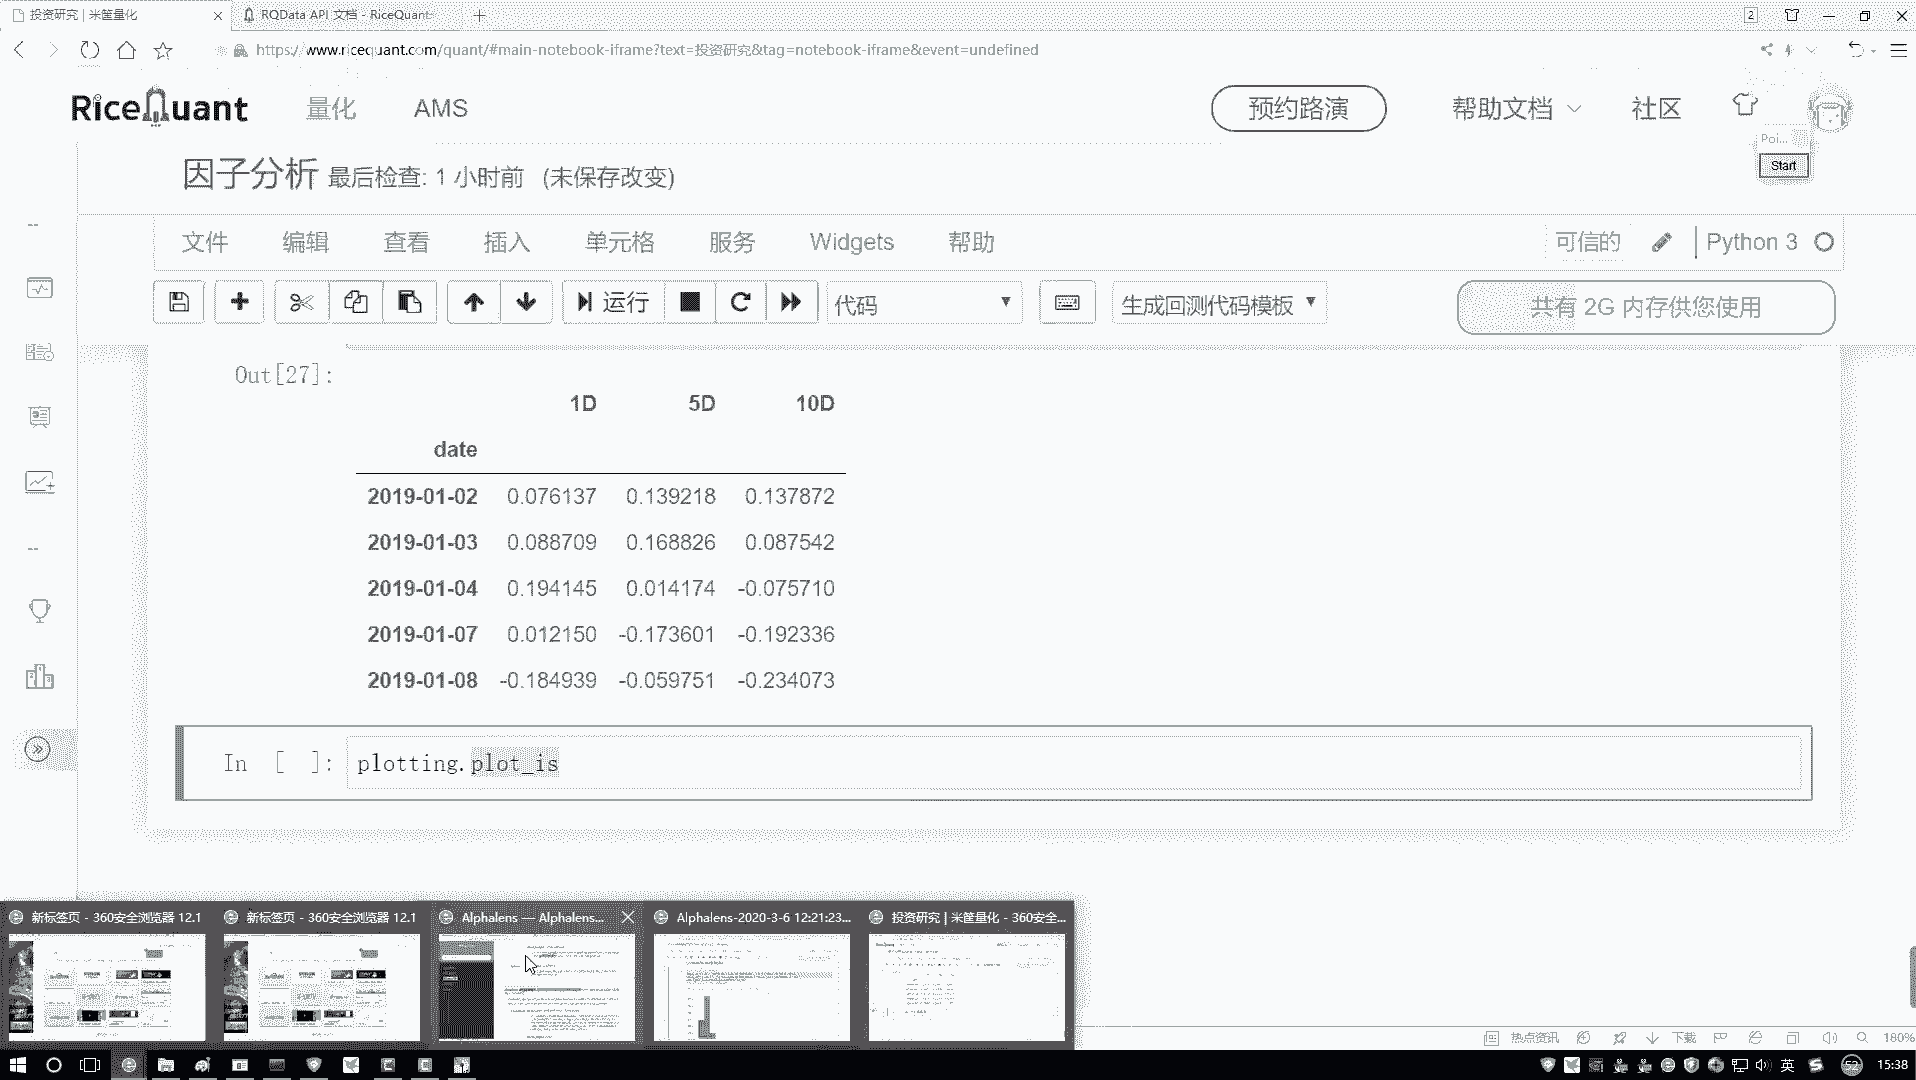 投资研究 | 米筐量化
RQData API 文档 - RiceQuant
2
https://www.ricequant.com/quant/#main-notebook-iframe?text=投资研究&tag=notebook-iframe&event=undefined
RiceQuant 量化 AMS 预约路演 帮助文档 社区
Poi...
Start
因子分析 最后检查: 1 小时前 (未保存改变)
文件 编辑 查看 插入 单元格 服务 Widgets 帮助 可信的 Python 3
运行 代码 生成回测代码模板 共有 2G 内存供您使用
Out[27]:
1D 5D 10D
date
2019-01-02 0.076137 0.139218 0.137872
2019-01-03 0.088709 0.168826 0.087542
2019-01-04 0.194145 0.014174 -0.075710
2019-01-07 0.012150 -0.173601 -0.192336
2019-01-08 -0.184939 -0.059751 -0.234073
In [ ]: plotting.plot_is
新标签页 - 360安全浏览器 12.1
新标签页 - 360安全浏览器 12.1
Alphalens — Alphalens...
Alphalens-2020-3-6 12:21:23...
投资研究 | 米筐量化 - 360安全...
热点资讯 下载 180%
英 52 15:38